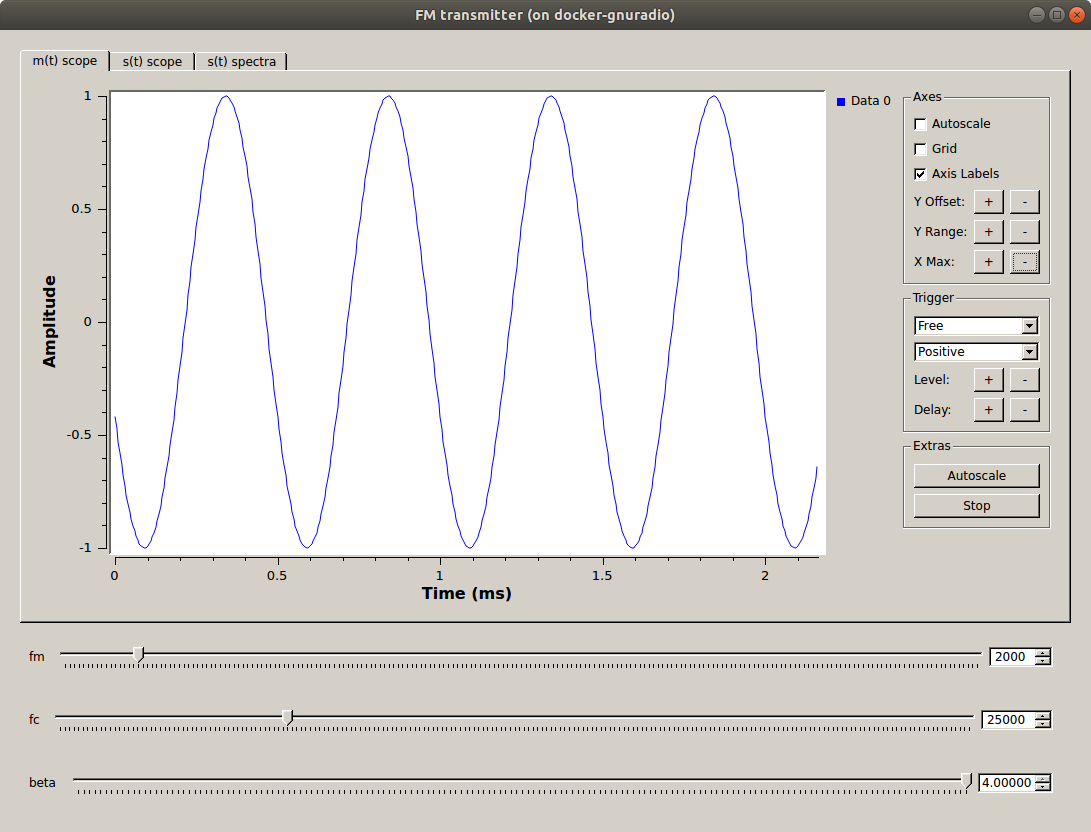 FM transmitter (on docker-gnuradio)
m(t) scope
s(t) scope
s(t) spectra
1
0.5
0
-0.5
-1
Amplitude
0
0.5
1
1.5
2
Time (ms)
Data 0
Axes
Autoscale
Grid
Axis Labels
Y Offset: + -
Y Range: + -
X Max: + -
Trigger
Free
Positive
Level: + -
Delay: + -
Extras
Autoscale
Stop
fm 2000
fc 25000
beta 4.00000